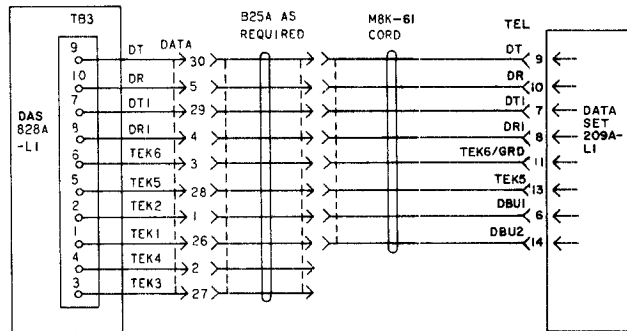 TB3 B25A AS REQUIRED M8K-61 CORD TEL
9 DT DATA 30 DT 9
10 DR 5 DR 10
7 DT1 29 DT1 7
8 DR1 4 DR1 8
6 TEK6 3 TEK6/GRD 11
5 TEK5 28 TEK5 13
2 TEK2 1 DBU1 6
1 TEK1 26 DBU2 14
4 TEK4 2
3 TEK3 27
DAS
828A
-L1
DATA
SET
209A-
L1